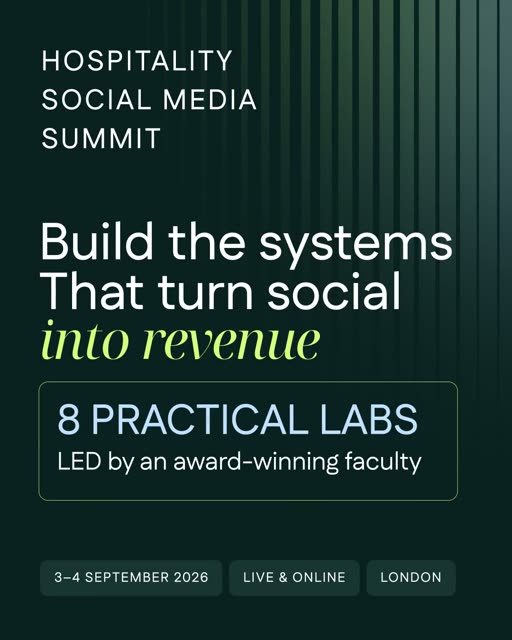 HOSPITALITY
SOCIAL MEDIA
SUMMIT
Build the systems
That turn social
into revenue
8 PRACTICAL LABS
LED by an award-winning faculty
3–4 SEPTEMBER 2026
LIVE & ONLINE
LONDON